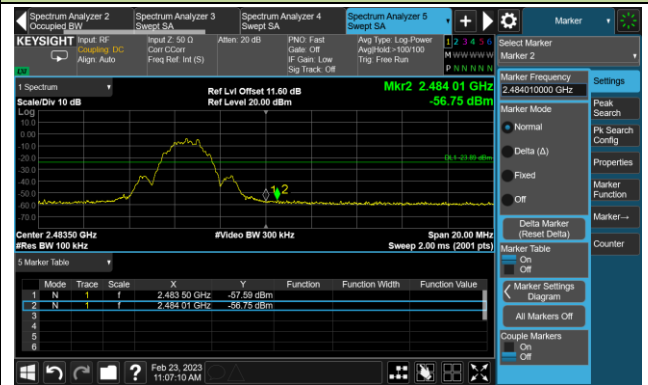 Spectrum Analyzer 2
Occupied BW
Spectrum Analyzer 3
Swept SA
Spectrum Analyzer 4
Swept SA
Spectrum Analyzer 5
Swept SA
Marker
KEYSIGHT
Input: RF
Coupling: DC
Align: Auto
Input Z: 50 Ω
Corr CCorr
Freq Ref: Int (S)
Atten: 20 dB
PNO: Fast
Gate: Off
IF Gain: Low
Sig Track: Off
Avg Type: Log-Power
Avg|Hold:>100/100
Trig: Free Run
1 2 3 4 5 6
M W W W W W
P N N N N N
LXI
Select Marker
Marker 2
1 Spectrum
Scale/Div 10 dB
Ref Lvl Offset 11.60 dB
Ref Level 20.00 dBm
Mkr2 2.484 01 GHz
-56.75 dBm
Log
10.0
0.00
-10.0
-20.0
-30.0
-40.0
-50.0
-60.0
-70.0
1
2
Center 2.48350 GHz
#Res BW 100 kHz
#Video BW 300 kHz
Span 20.00 MHz
Sweep 2.00 ms (2001 pts)
5 Marker Table
Mode Trace Scale X Y Function Function Width Function Value
1 N 1 f 2.483 50 GHz -57.59 dBm
2 N 1 f 2.484 01 GHz -56.75 dBm
3
4
5
6
Marker Frequency
2.484010000 GHz
Marker Mode
Normal
Delta (Δ)
Fixed
Off
Delta Marker
(Reset Delta)
Marker Table
On
Off
Marker Settings
Diagram
All Markers Off
Couple Markers
On
Off
Settings
Peak
Search
Pk Search
Config
Properties
Marker
Function
Marker→
Counter
?
Feb 23, 2023
11:07:10 AM